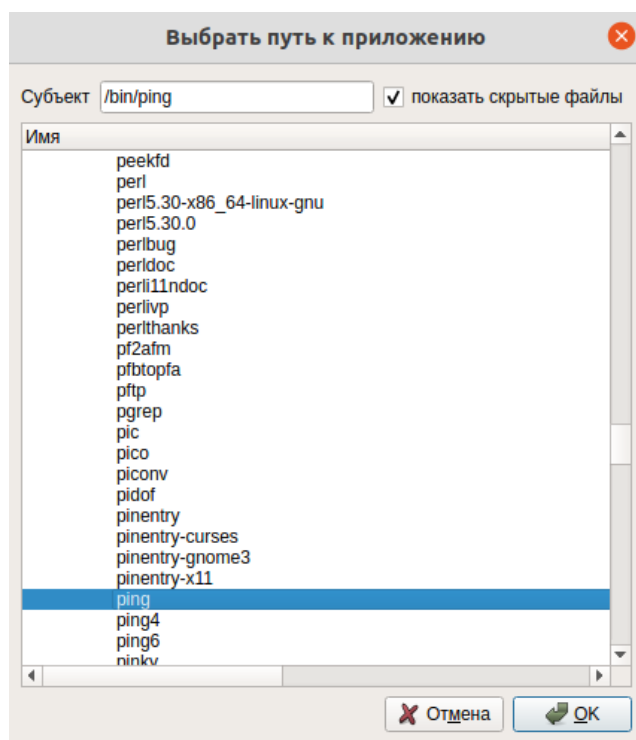 Выбрать путь к приложению
Субъект /bin/ping показать скрытые файлы
Имя
peekfd
perl
perl5.30-x86_64-linux-gnu
perl5.30.0
perlbug
perldoc
perli11ndoc
perlivp
perlthanks
pf2afm
pfbtopfa
pftp
pgrep
pic
pico
piconv
pidof
pinentry
pinentry-curses
pinentry-gnome3
pinentry-x11
ping
ping4
ping6
pinky
Отмена OK